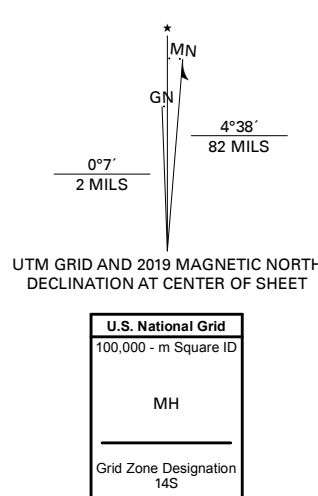 ★
MN
GN
4°38´
82 MILS
0°7´
2 MILS
UTM GRID AND 2019 MAGNETIC NORTH
DECLINATION AT CENTER OF SHEET
U.S. National Grid
100,000 - m Square ID
MH
Grid Zone Designation
14S